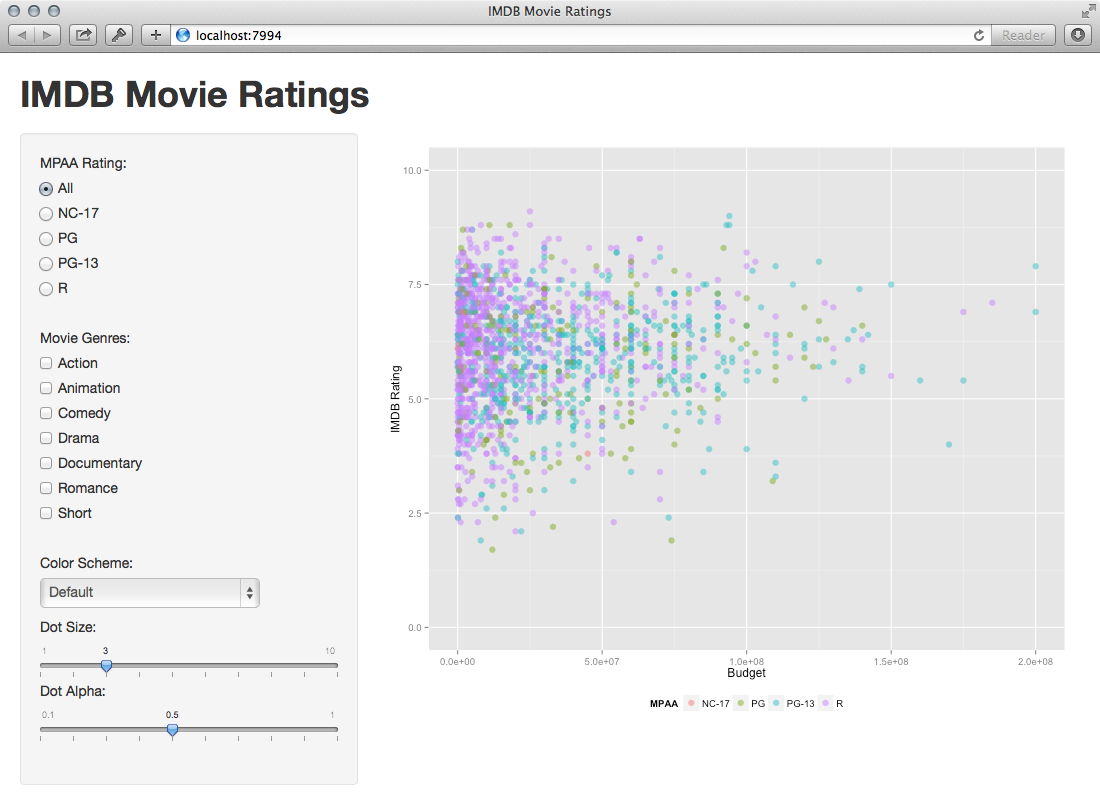 IMDB Movie Ratings
localhost:7994
Reader
IMDB Movie Ratings
MPAA Rating:
All
NC-17
PG
PG-13
R
Movie Genres:
Action
Animation
Comedy
Drama
Documentary
Romance
Short
Color Scheme:
Default
Dot Size:
1 3 10
Dot Alpha:
0.1 0.5 1
10.0
7.5
5.0
2.5
0.0
IMDB Rating
0.0e+00 5.0e+07 1.0e+08 1.5e+08 2.0e+08
Budget
MPAA NC-17 PG PG-13 R